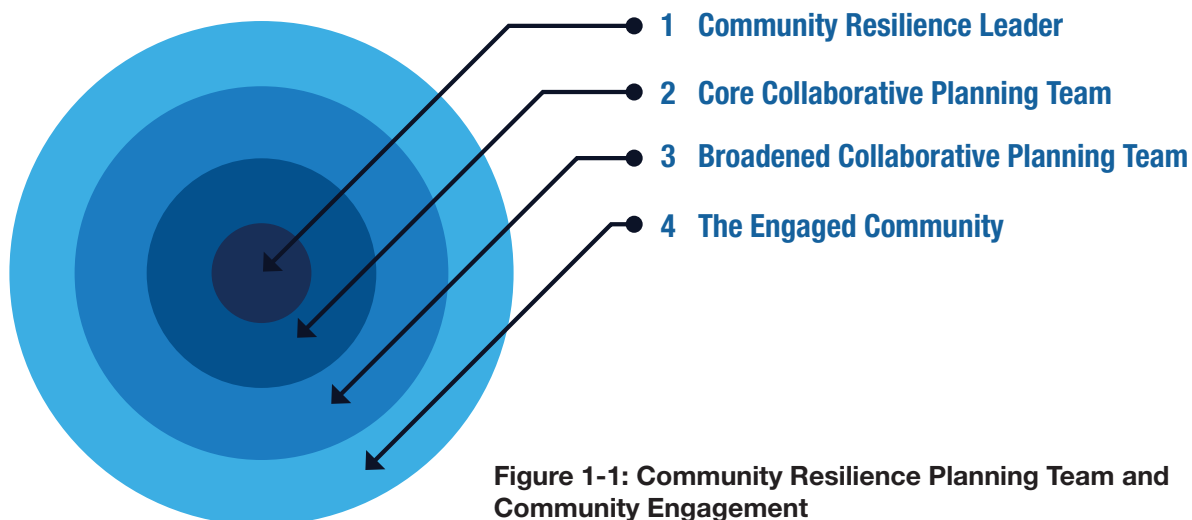 1 Community Resilience Leader
2 Core Collaborative Planning Team
3 Broadened Collaborative Planning Team
4 The Engaged Community
Figure 1-1: Community Resilience Planning Team and
Community Engagement